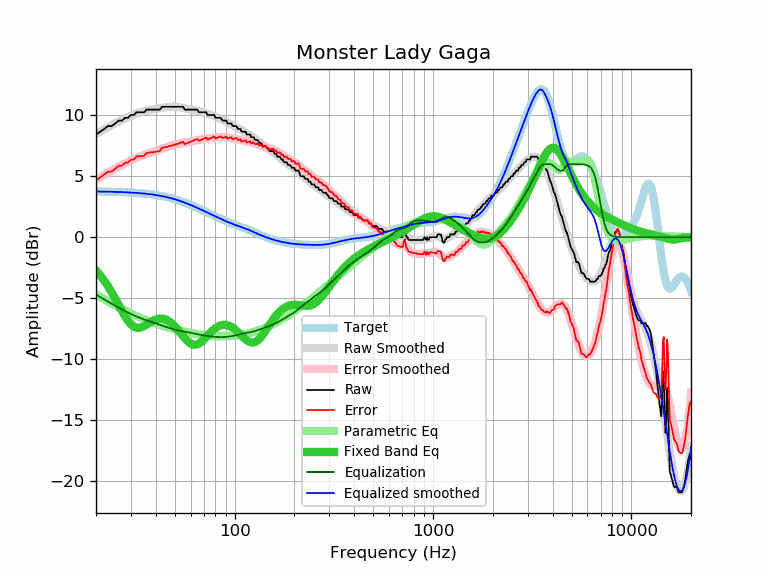 Monster Lady Gaga
Amplitude (dBr)
10
5
0
−5
−10
−15
−20
Target
Raw Smoothed
Error Smoothed
Raw
Error
Parametric Eq
Fixed Band Eq
Equalization
Equalized smoothed
100 1000 10000
Frequency (Hz)